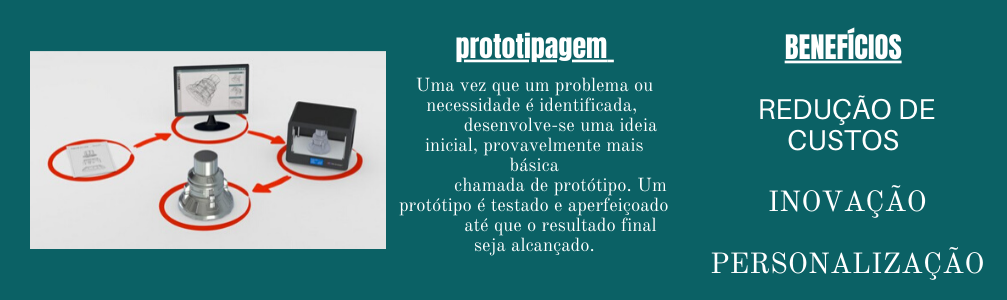 prototipagem
Uma vez que um problema ou
necessidade é identificada,
desenvolve-se uma ideia
inicial, provavelmente mais
básica
chamada de protótipo. Um
protótipo é testado e aperfeiçoado
até que o resultado final
seja alcançado.
BENEFÍCIOS
REDUÇÃO DE
CUSTOS
INOVAÇÃO
PERSONALIZAÇÃO